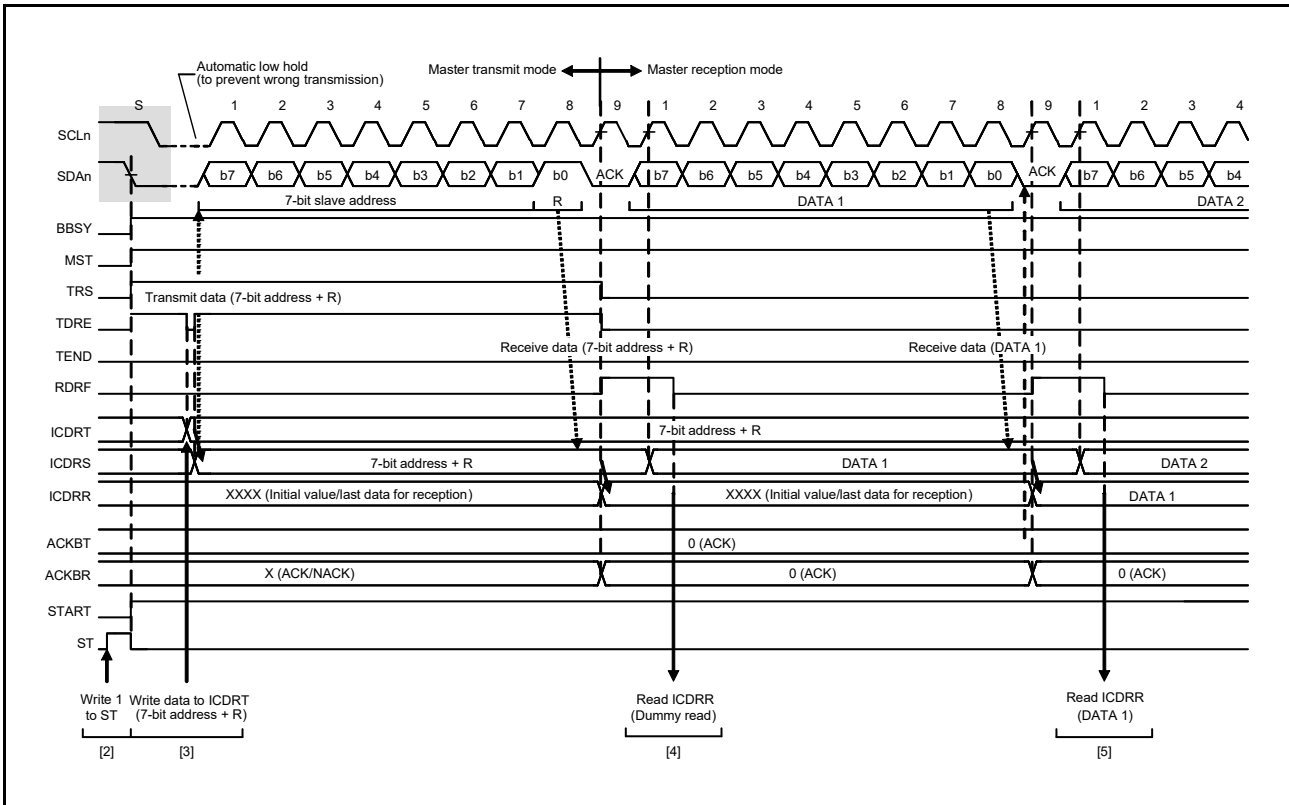 Automatic low hold
(to prevent wrong transmission)
Master transmit mode Master reception mode
S 1 2 3 4 5 6 7 8 9 1 2 3 4 5 6 7 8 9 1 2 3 4
SCLn
SDAn b7 b6 b5 b4 b3 b2 b1 b0 ACK b7 b6 b5 b4 b3 b2 b1 b0 ACK b7 b6 b5 b4
7-bit slave address R DATA 1 DATA 2
BBSY
MST
TRS
Transmit data (7-bit address + R)
TDRE
Receive data (7-bit address + R) Receive data (DATA 1)
TEND
RDRF
ICDRT 7-bit address + R
ICDRS 7-bit address + R DATA 1 DATA 2
ICDRR XXXX (Initial value/last data for reception) XXXX (Initial value/last data for reception) DATA 1
ACKBT 0 (ACK)
ACKBR X (ACK/NACK) 0 (ACK) 0 (ACK)
START
ST
Write 1 Write data to ICDRT Read ICDRR Read ICDRR
to ST (7-bit address + R) (Dummy read) (DATA 1)
[2] [3] [4] [5]